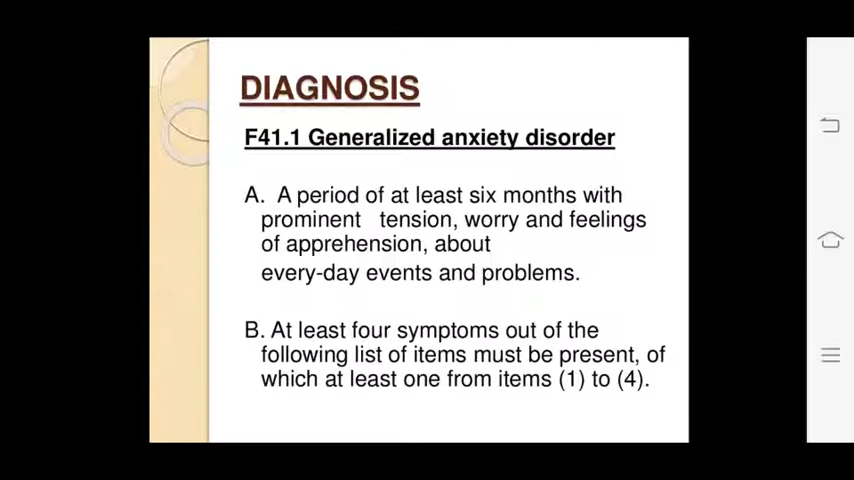 DIAGNOSIS
F41.1 Generalized anxiety disorder
A. A period of at least six months with
prominent tension, worry and feelings
of apprehension, about
every-day events and problems.
B. At least four symptoms out of the
following list of items must be present, of
which at least one from items (1) to (4).